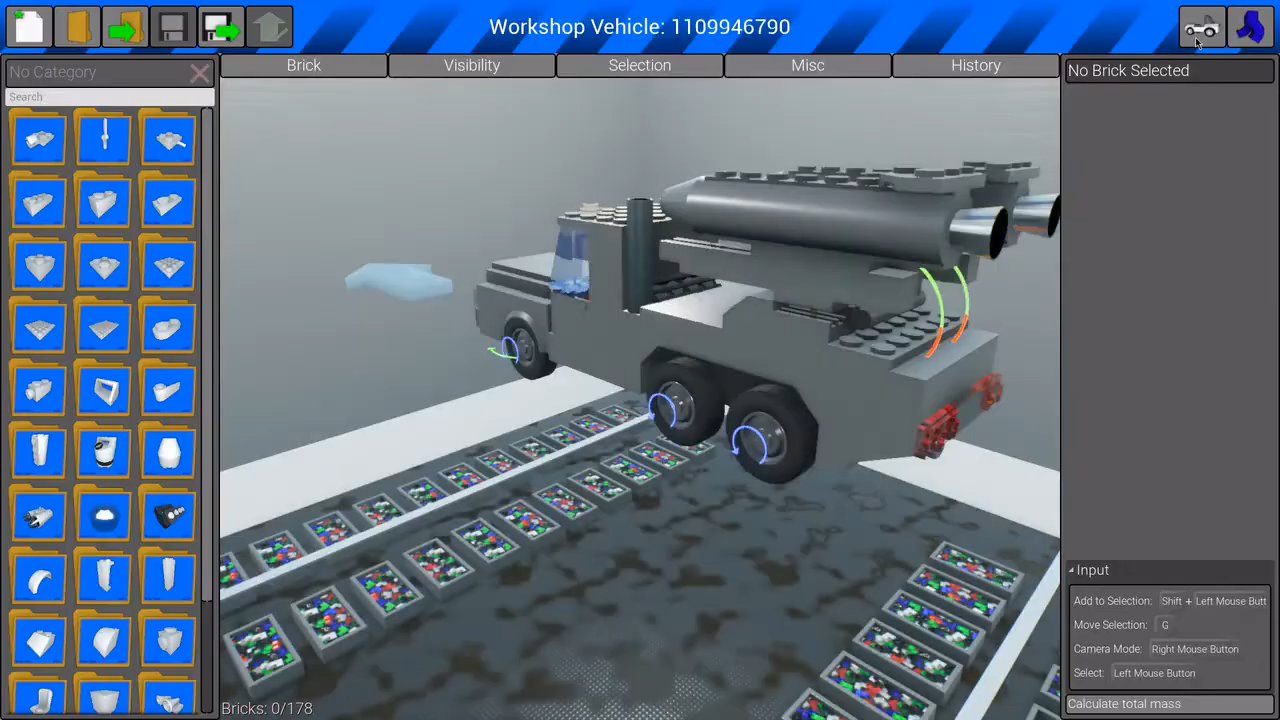 Workshop Vehicle: 1109946790
No Category
Search
Brick
Visibility
Selection
Misc
History
No Brick Selected
Input
Add to Selection: Shift + Left Mouse Butt
Move Selection: G
Camera Mode: Right Mouse Button
Select: Left Mouse Button
Calculate total mass
Bricks: 0/178